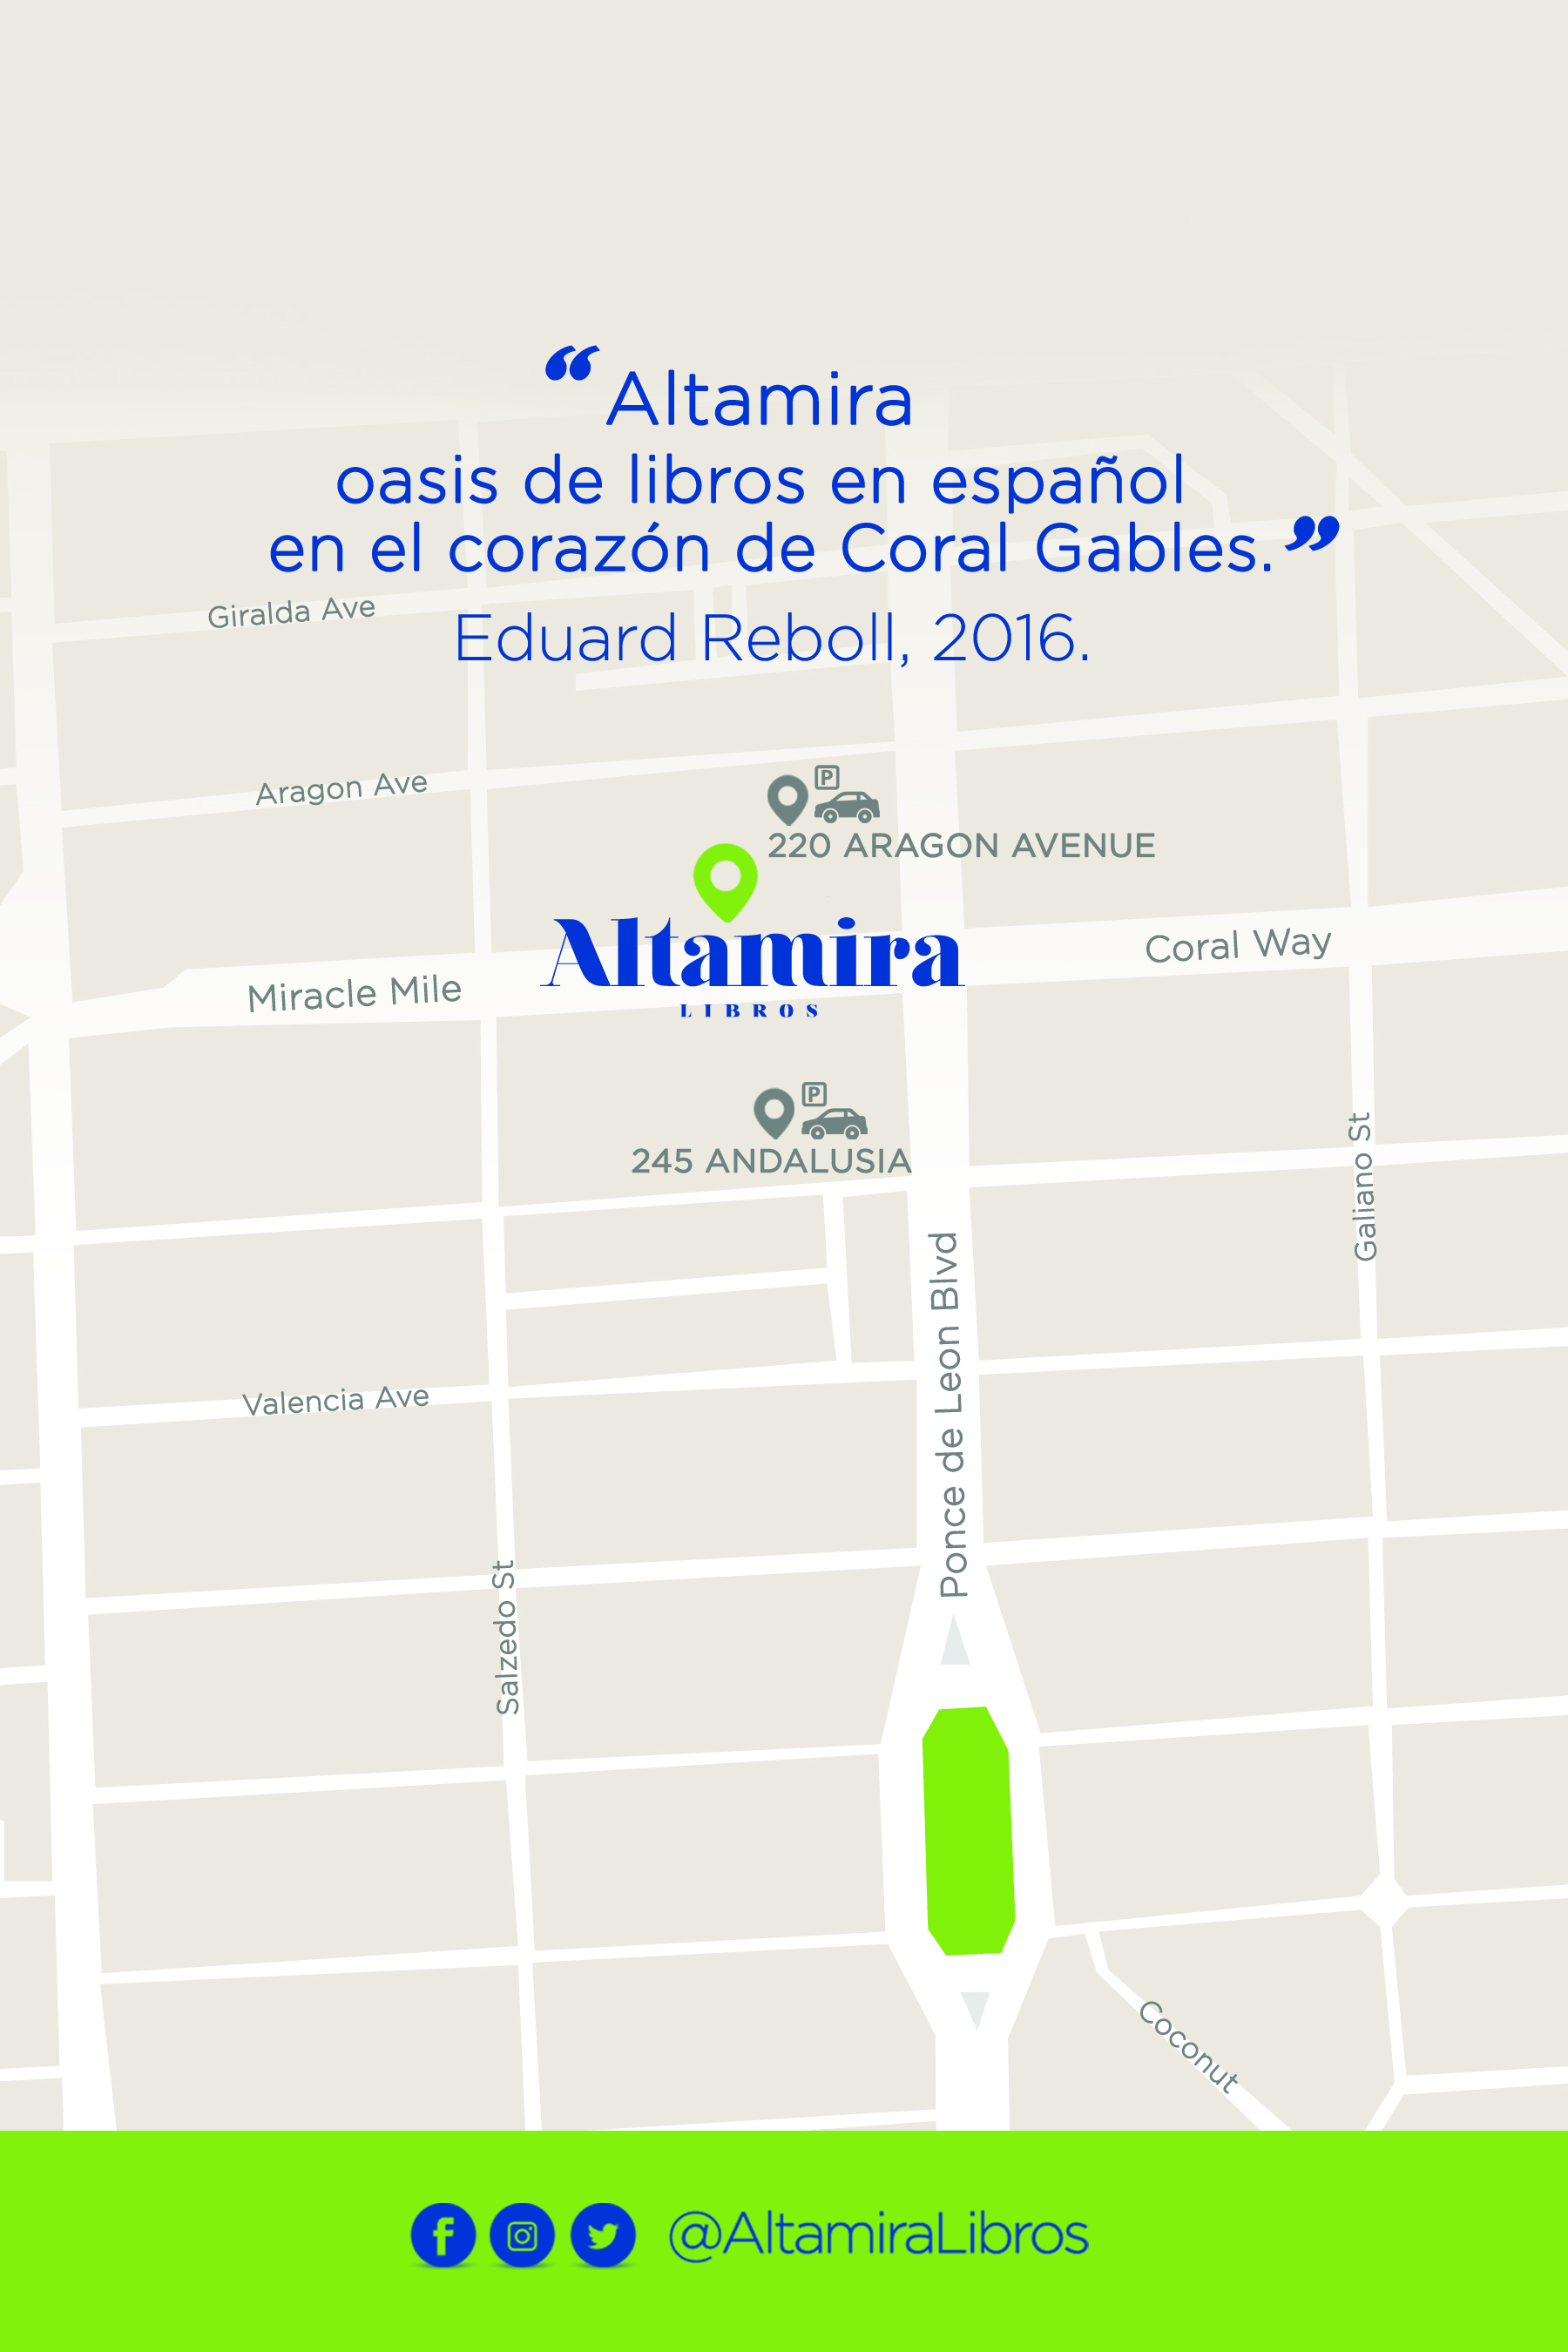 “Altamira
oasis de libros en español
en el corazón de Coral Gables.”
Giralda Ave
Eduard Reboll, 2016.
Aragon Ave
P
220 ARAGON AVENUE
Altamira
LIBROS
Coral Way
Miracle Mile
P
245 ANDALUSIA
Galiano St
Ponce de Leon Blvd
Valencia Ave
Salzedo St
Coconut
@AltamiraLibros